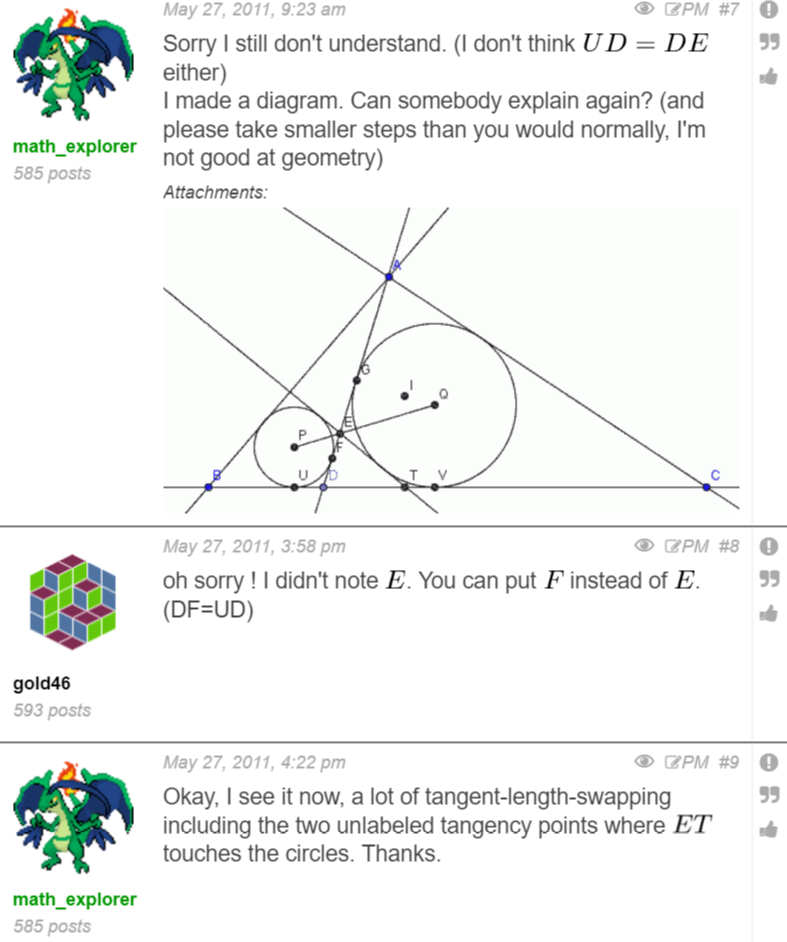 May 27, 2011, 9:23 am PM #7
Sorry I still don't understand. (I don't think UD = DE
either)
I made a diagram. Can somebody explain again? (and
please take smaller steps than you would normally, I'm
not good at geometry)
math_explorer
585 posts
Attachments:
A
G
I
Q
E
P
F
B
U
D
T
V
C
May 27, 2011, 3:58 pm PM #8
oh sorry ! I didn't note E. You can put F instead of E.
(DF=UD)
gold46
593 posts
May 27, 2011, 4:22 pm PM #9
Okay, I see it now, a lot of tangent-length-swapping
including the two unlabeled tangency points where ET
touches the circles. Thanks.
math_explorer
585 posts